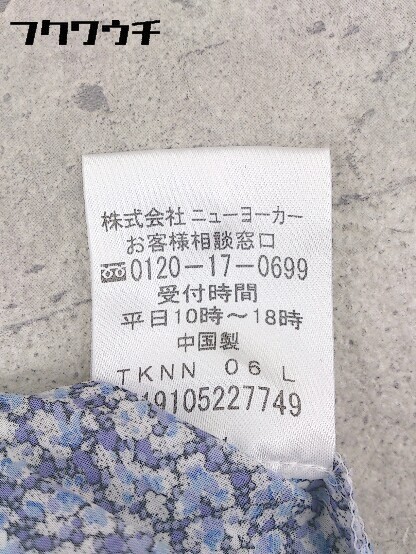 フクワウチ
株式会社 ニューヨーカー
お客様相談窓口
0120-17-0699
受付時間
平日10時～18時
中国製
TKNN 06 L
19105227749